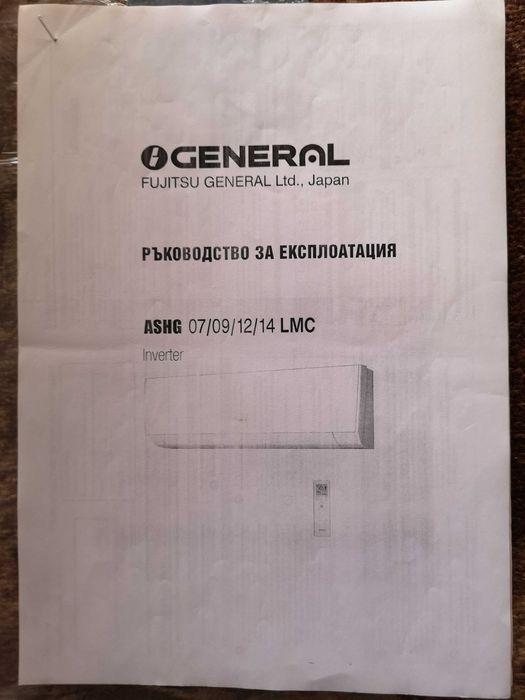 GENERAL
FUJITSU GENERAL Ltd., Japan
РЪКОВОДСТВО ЗА ЕКСПЛОАТАЦИЯ
ASHG 07/09/12/14 LMC
Inverter